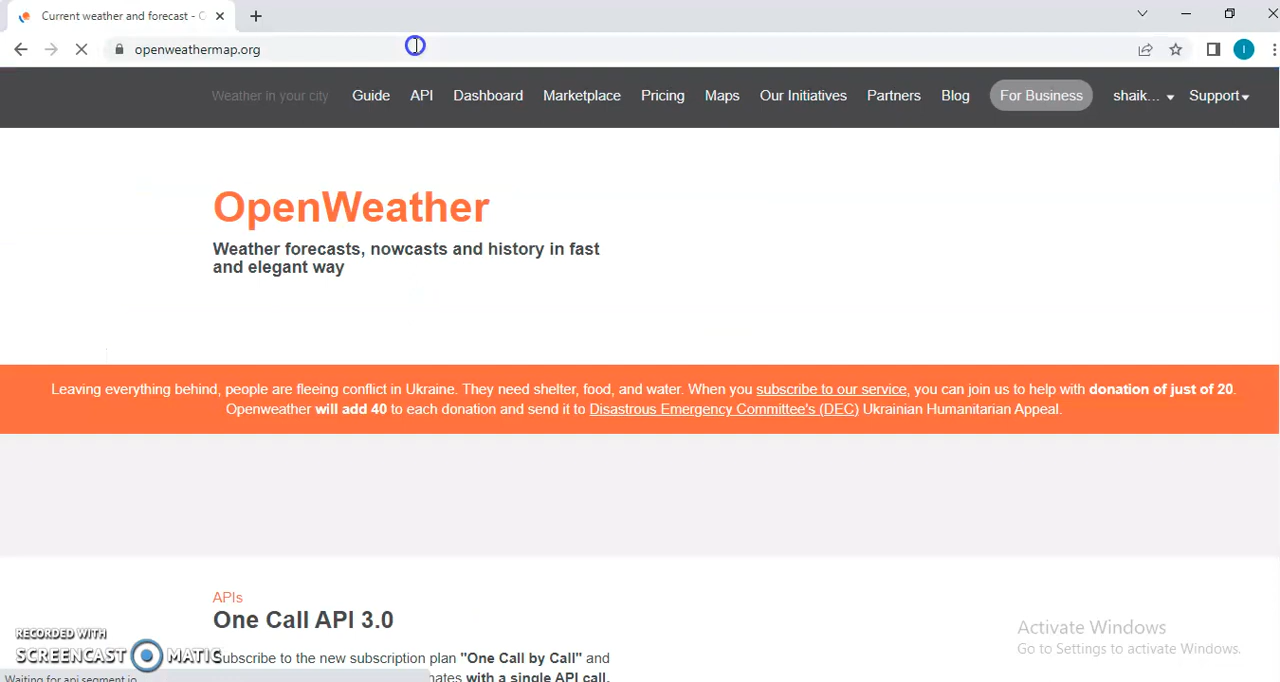 Current weather and forecast - O
openweathermap.org
I
Weather in your city Guide API Dashboard Marketplace Pricing Maps Our Initiatives Partners Blog For Business shaik... Support
OpenWeather
Weather forecasts, nowcasts and history in fast
and elegant way
Leaving everything behind, people are fleeing conflict in Ukraine. They need shelter, food, and water. When you subscribe to our service, you can join us to help with donation of just of 20.
Openweather will add 40 to each donation and send it to Disastrous Emergency Committee's (DEC) Ukrainian Humanitarian Appeal.
APIs
One Call API 3.0
Subscribe to the new subscription plan "One Call by Call" and
nates with a single API call.
RECORDED WITH
SCREENCAST MATIC
Activate Windows
Go to Settings to activate Windows.
Waiting for api.segment.io